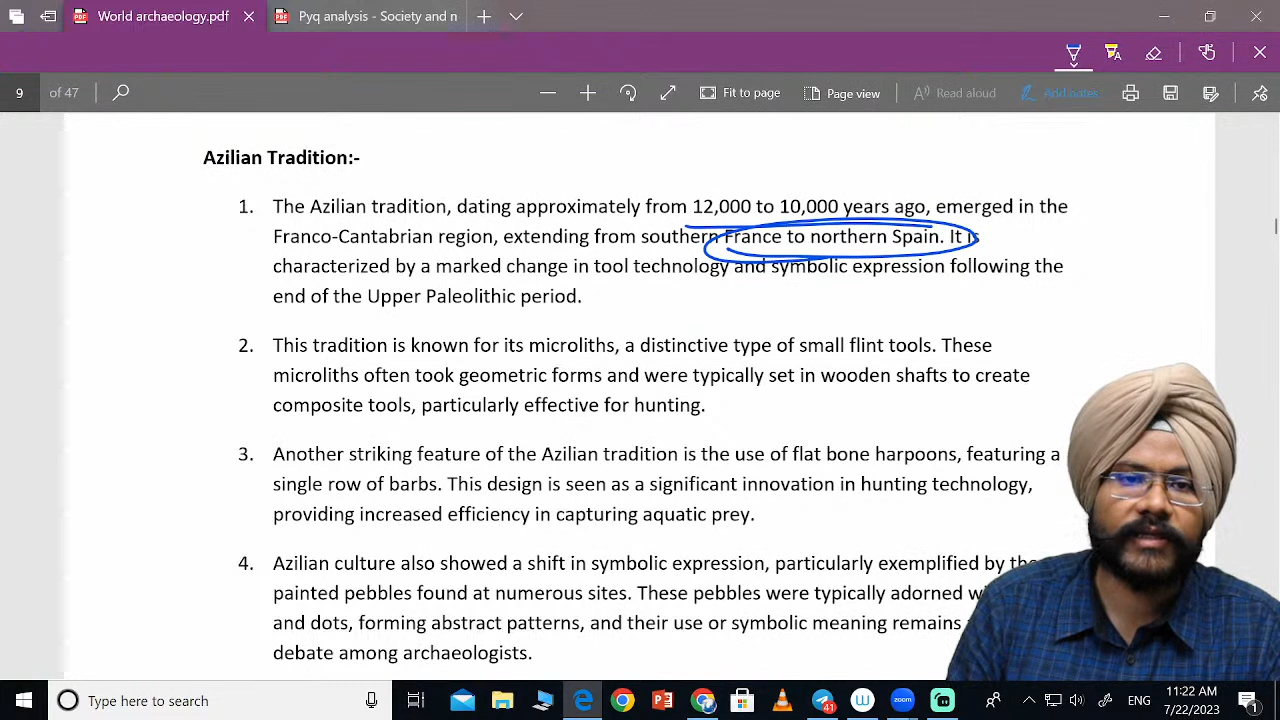 World archaeology.pdf
Pyq analysis - Society and n
9 of 47
Fit to page
Page view
Read aloud
Add notes
Azilian Tradition:-
1. The Azilian tradition, dating approximately from 12,000 to 10,000 years ago, emerged in the
Franco-Cantabrian region, extending from southern France to northern Spain. It is
characterized by a marked change in tool technology and symbolic expression following the
end of the Upper Paleolithic period.
2. This tradition is known for its microliths, a distinctive type of small flint tools. These
microliths often took geometric forms and were typically set in wooden shafts to create
composite tools, particularly effective for hunting.
3. Another striking feature of the Azilian tradition is the use of flat bone harpoons, featuring a
single row of barbs. This design is seen as a significant innovation in hunting technology,
providing increased efficiency in capturing aquatic prey.
4. Azilian culture also showed a shift in symbolic expression, particularly exemplified by the
painted pebbles found at numerous sites. These pebbles were typically adorned
and dots, forming abstract patterns, and their use or symbolic meaning remains
debate among archaeologists.
Type here to search
41
W
zoom
ENG
11:22 AM
7/22/2023
1